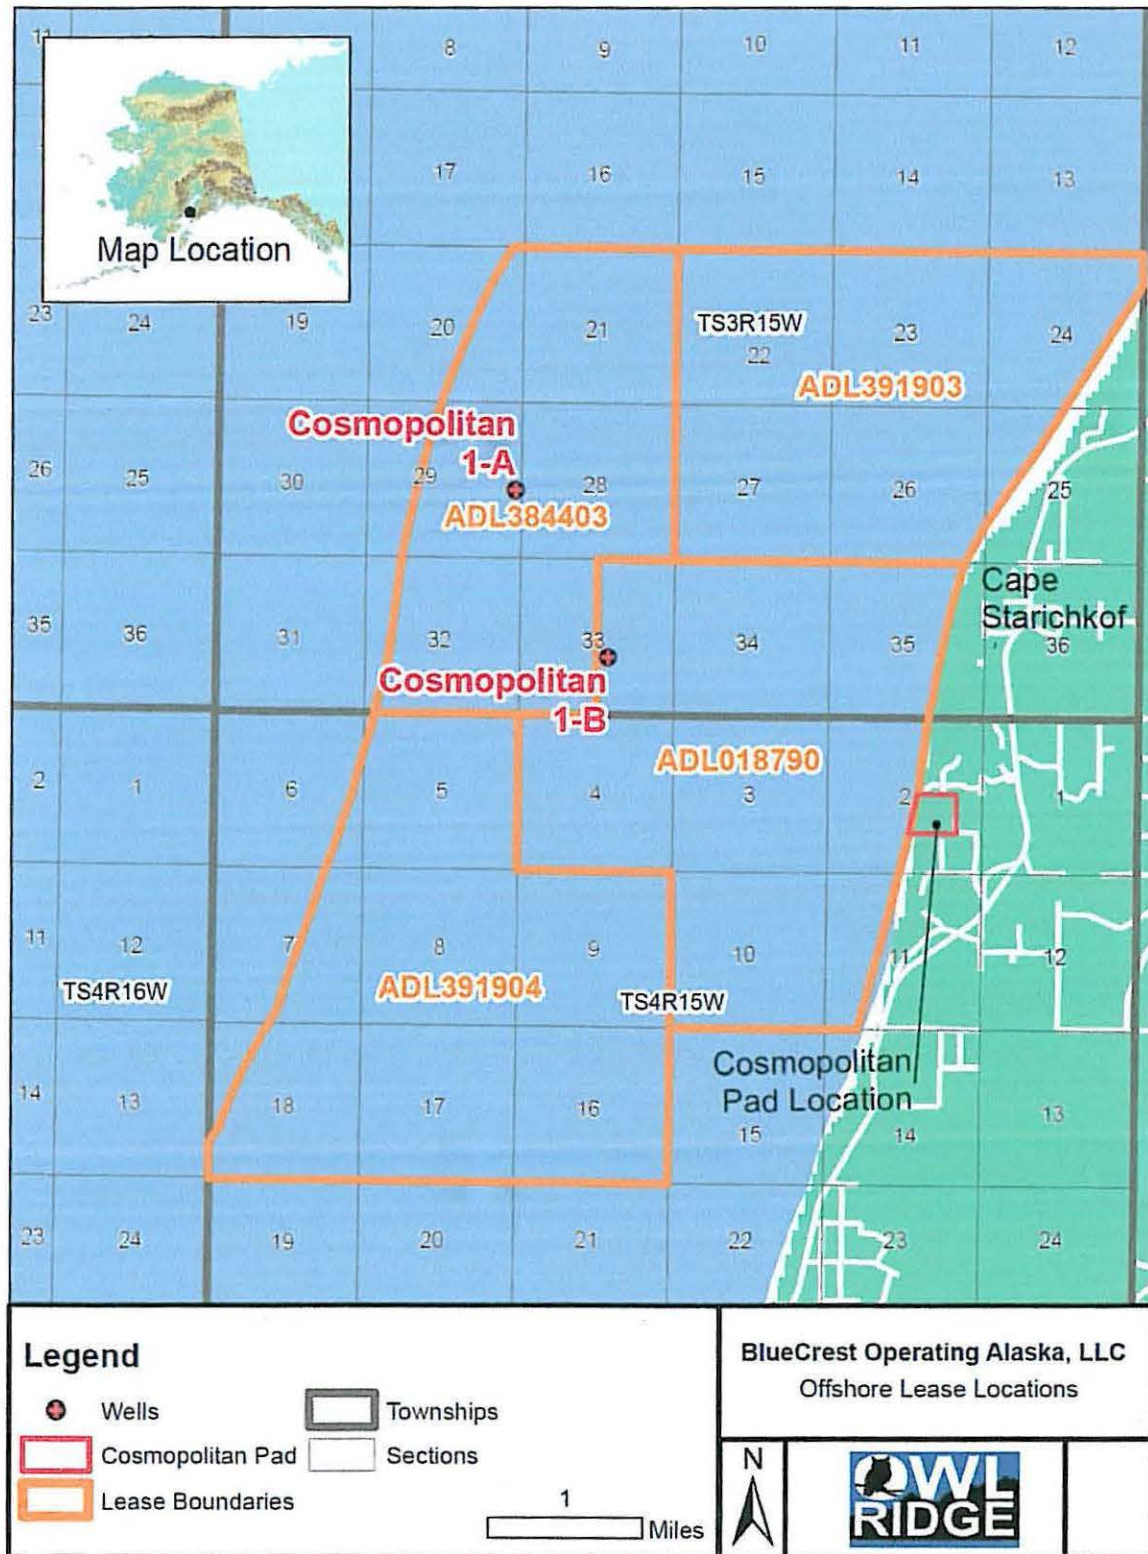 11
8
9
10
11
12
Map Location
17
16
15
14
13
23
24
19
20
21
TS3R15W
22
23
24
ADL391903
Cosmopolitan
1-A
26
25
30
29
28
27
26
25
ADL384403
Cape
Starichkof
35
36
31
32
33
34
35
36
Cosmopolitan
1-B
ADL018790
2
1
6
5
4
3
2
1
11
12
7
8
9
10
11
12
TS4R16W
ADL391904
TS4R15W
Cosmopolitan
Pad Location
14
13
18
17
16
15
14
13
23
24
19
20
21
22
23
24
Legend
Wells
Townships
Cosmopolitan Pad
Sections
Lease Boundaries
1
Miles
BlueCrest Operating Alaska, LLC
Offshore Lease Locations
N
OWL
RIDGE